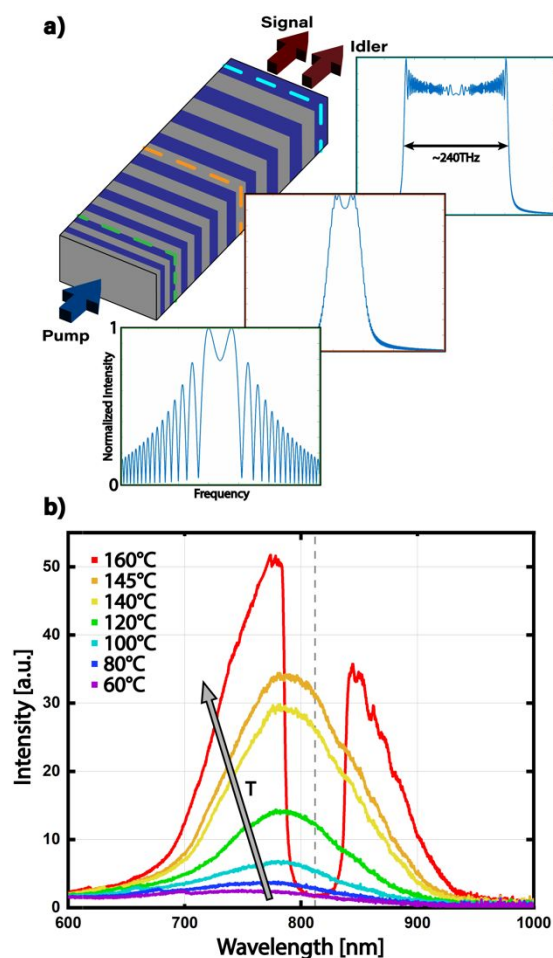 a)
Signal
Idler
~240THz
Pump
1
Normalized Intensity
0
Frequency
b)
160°C
145°C
140°C
120°C
100°C
80°C
60°C
T
Intensity [a.u.]
50
40
30
20
10
0
600 700 800 900 1000
Wavelength [nm]